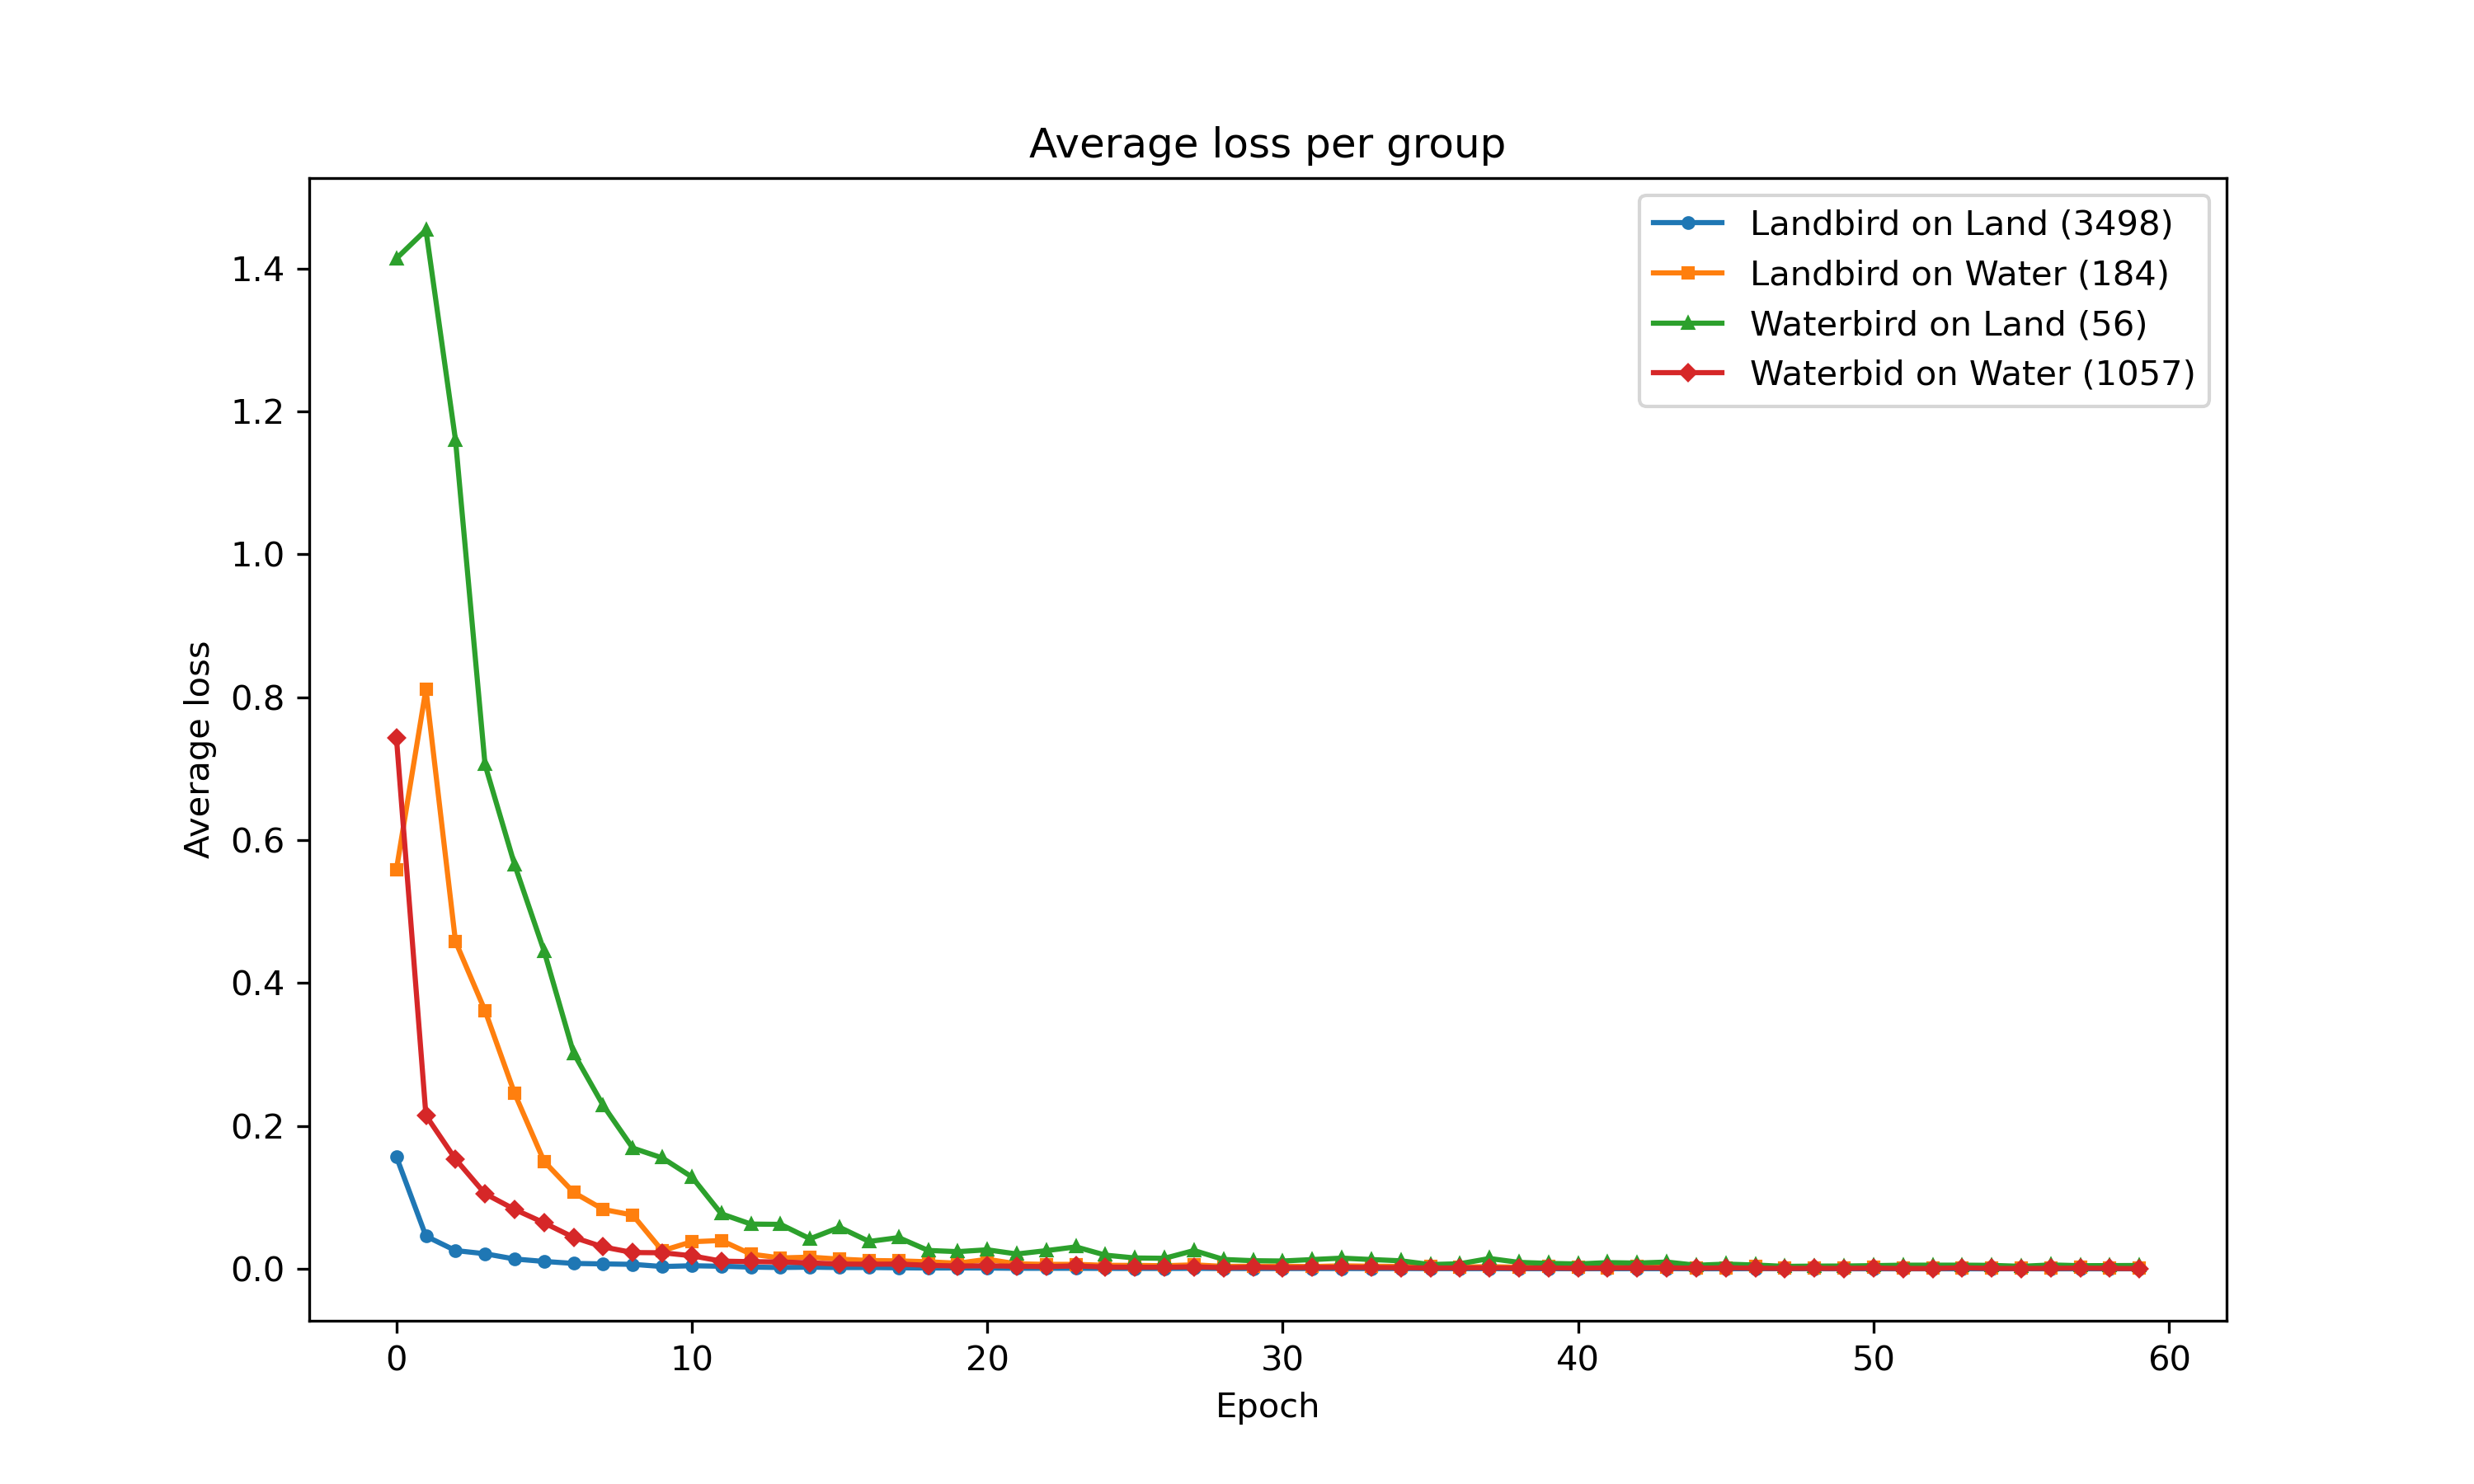 Average loss per group
Landbird on Land (3498)
Landbird on Water (184)
Waterbird on Land (56)
Waterbid on Water (1057)
1.4
1.2
1.0
0.8
0.6
0.4
0.2
0.0
Average loss
0 10 20 30 40 50 60
Epoch